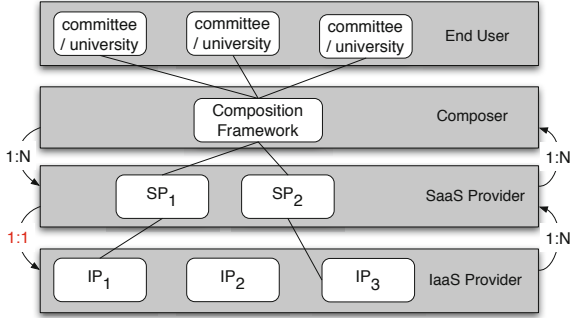 committee
/ university
committee
/ university
committee
/ university
End User
Composition
Framework
Composer
1:N
1:N
SP1
SP2
SaaS Provider
1:1
1:N
IP1
IP2
IP3
IaaS Provider